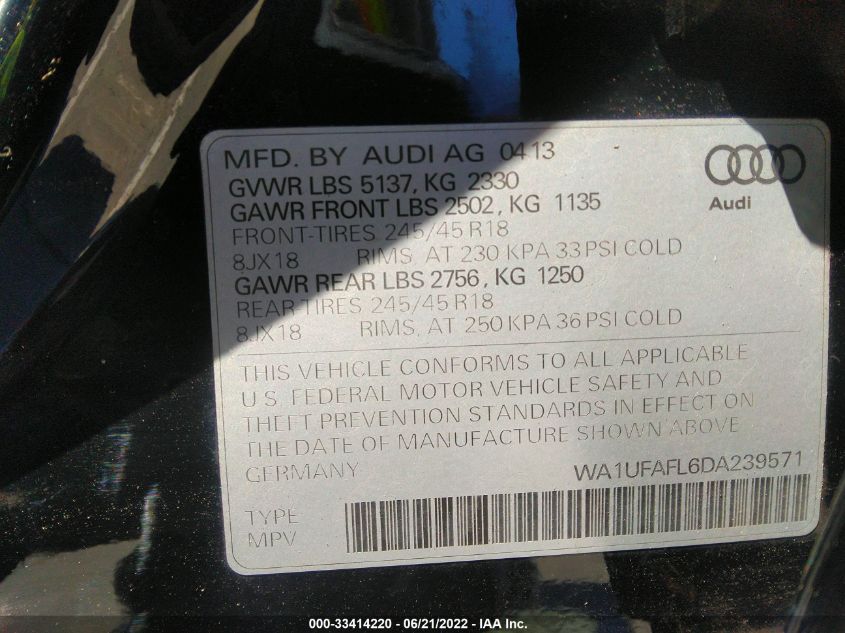 MFD. BY AUDI AG 0413
GVWR LBS 5137, KG 2330
GAWR FRONT LBS 2502, KG 1135
FRONT-TIRES 245/45 R18
8JX18 RIMS, AT 230 KPA 33 PSI COLD
GAWR REAR LBS 2756, KG 1250
REAR TIRES 245/45 R18
8JX18 RIMS, AT 250 KPA 36 PSI COLD
Audi
THIS VEHICLE CONFORMS TO ALL APPLICABLE
U.S. FEDERAL MOTOR VEHICLE SAFETY AND
THEFT PREVENTION STANDARDS IN EFFECT ON
THE DATE OF MANUFACTURE SHOWN ABOVE
GERMANY WA1UFAFL6DA239571
TYPE
MPV
000-33414220 - 06/21/2022 - IAA Inc.